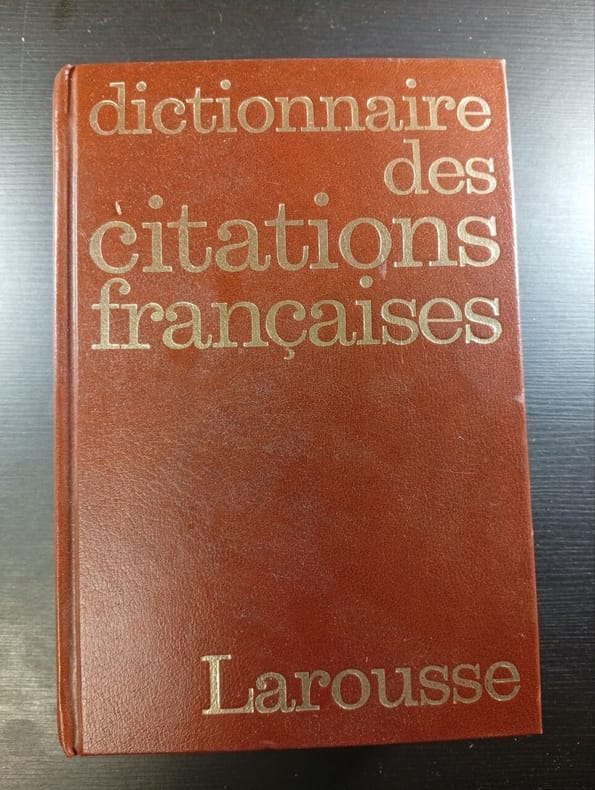 dictionnaire
des
citations
françaises
Larousse